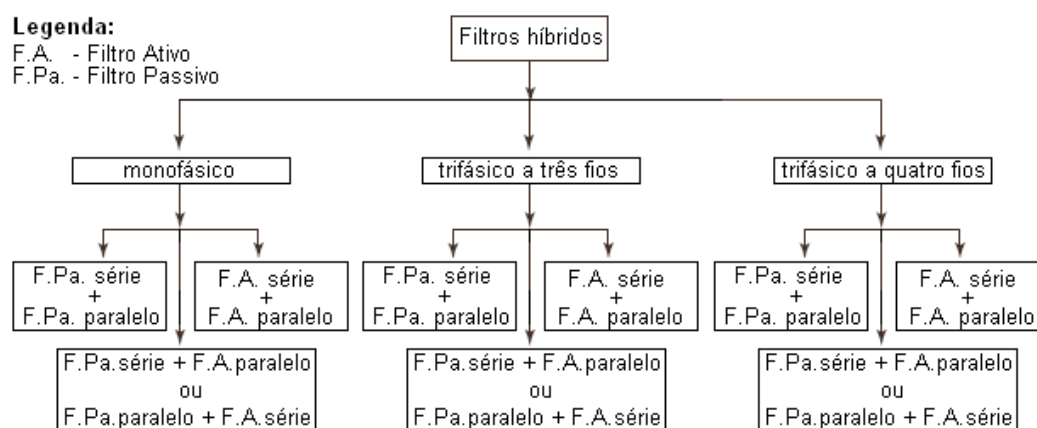 Legenda:
F.A. - Filtro Ativo
F.Pa. - Filtro Passivo
Filtros híbridos
monofásico
trifásico a três fios
trifásico a quatro fios
F.Pa. série
+
F.Pa. paralelo
F.A. série
+
F.A. paralelo
F.Pa. série
+
F.Pa. paralelo
F.A. série
+
F.A. paralelo
F.Pa. série
+
F.Pa. paralelo
F.A. série
+
F.A. paralelo
F.Pa.série + F.A.paralelo
ou
F.Pa.paralelo + F.A.série
F.Pa.série + F.A.paralelo
ou
F.Pa.paralelo + F.A.série
F.Pa.série + F.A.paralelo
ou
F.Pa.paralelo + F.A.série